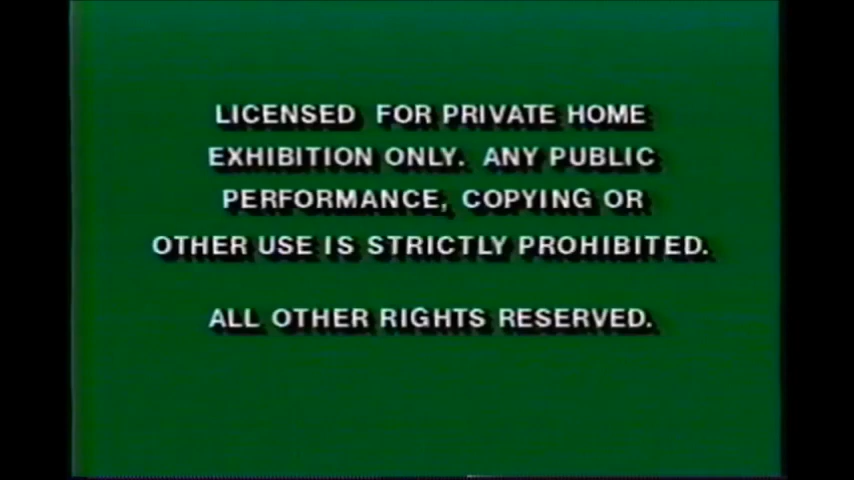 LICENSED FOR PRIVATE HOME
EXHIBITION ONLY. ANY PUBLIC
PERFORMANCE, COPYING OR
OTHER USE IS STRICTLY PROHIBITED.
ALL OTHER RIGHTS RESERVED.